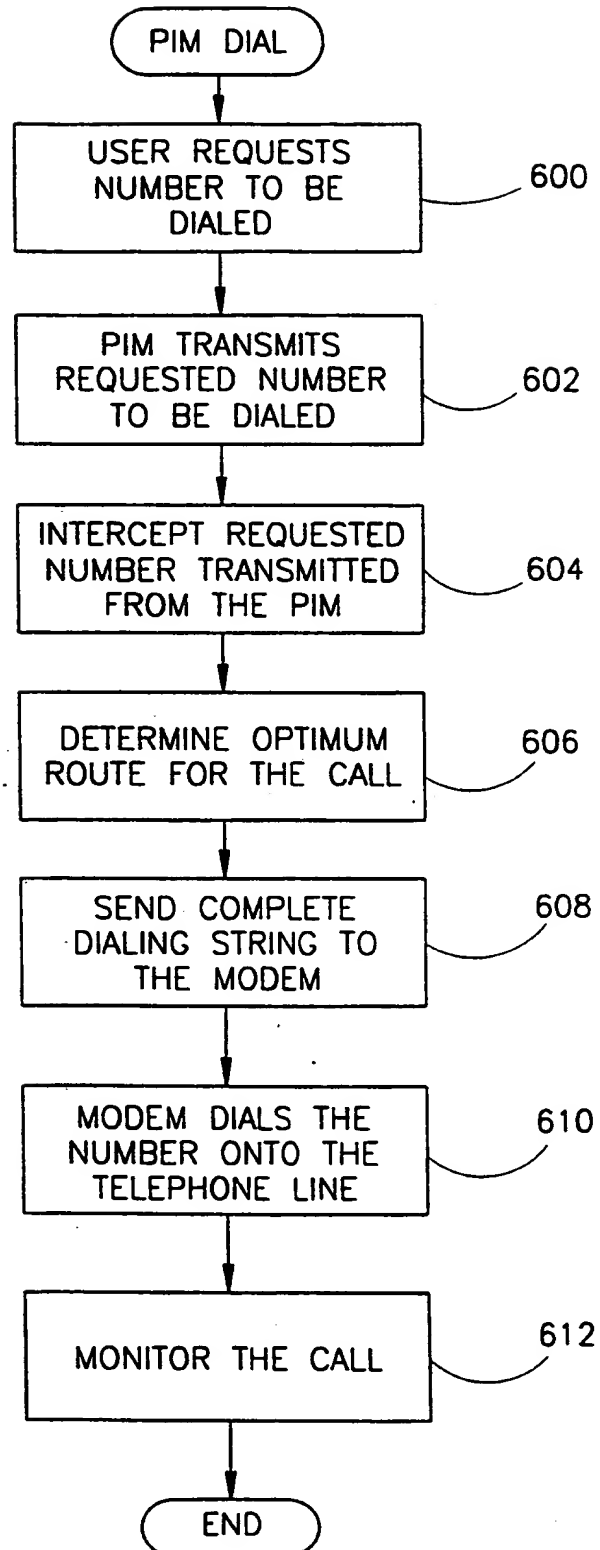 PIM DIAL
USER REQUESTS
NUMBER TO BE
DIALED
600
PIM TRANSMITS
REQUESTED NUMBER
TO BE DIALED
602
INTERCEPT REQUESTED
NUMBER TRANSMITTED
FROM THE PIM
604
DETERMINE OPTIMUM
ROUTE FOR THE CALL
606
SEND COMPLETE
DIALING STRING TO
THE MODEM
608
MODEM DIALS THE
NUMBER ONTO THE
TELEPHONE LINE
610
MONITOR THE CALL
612
END